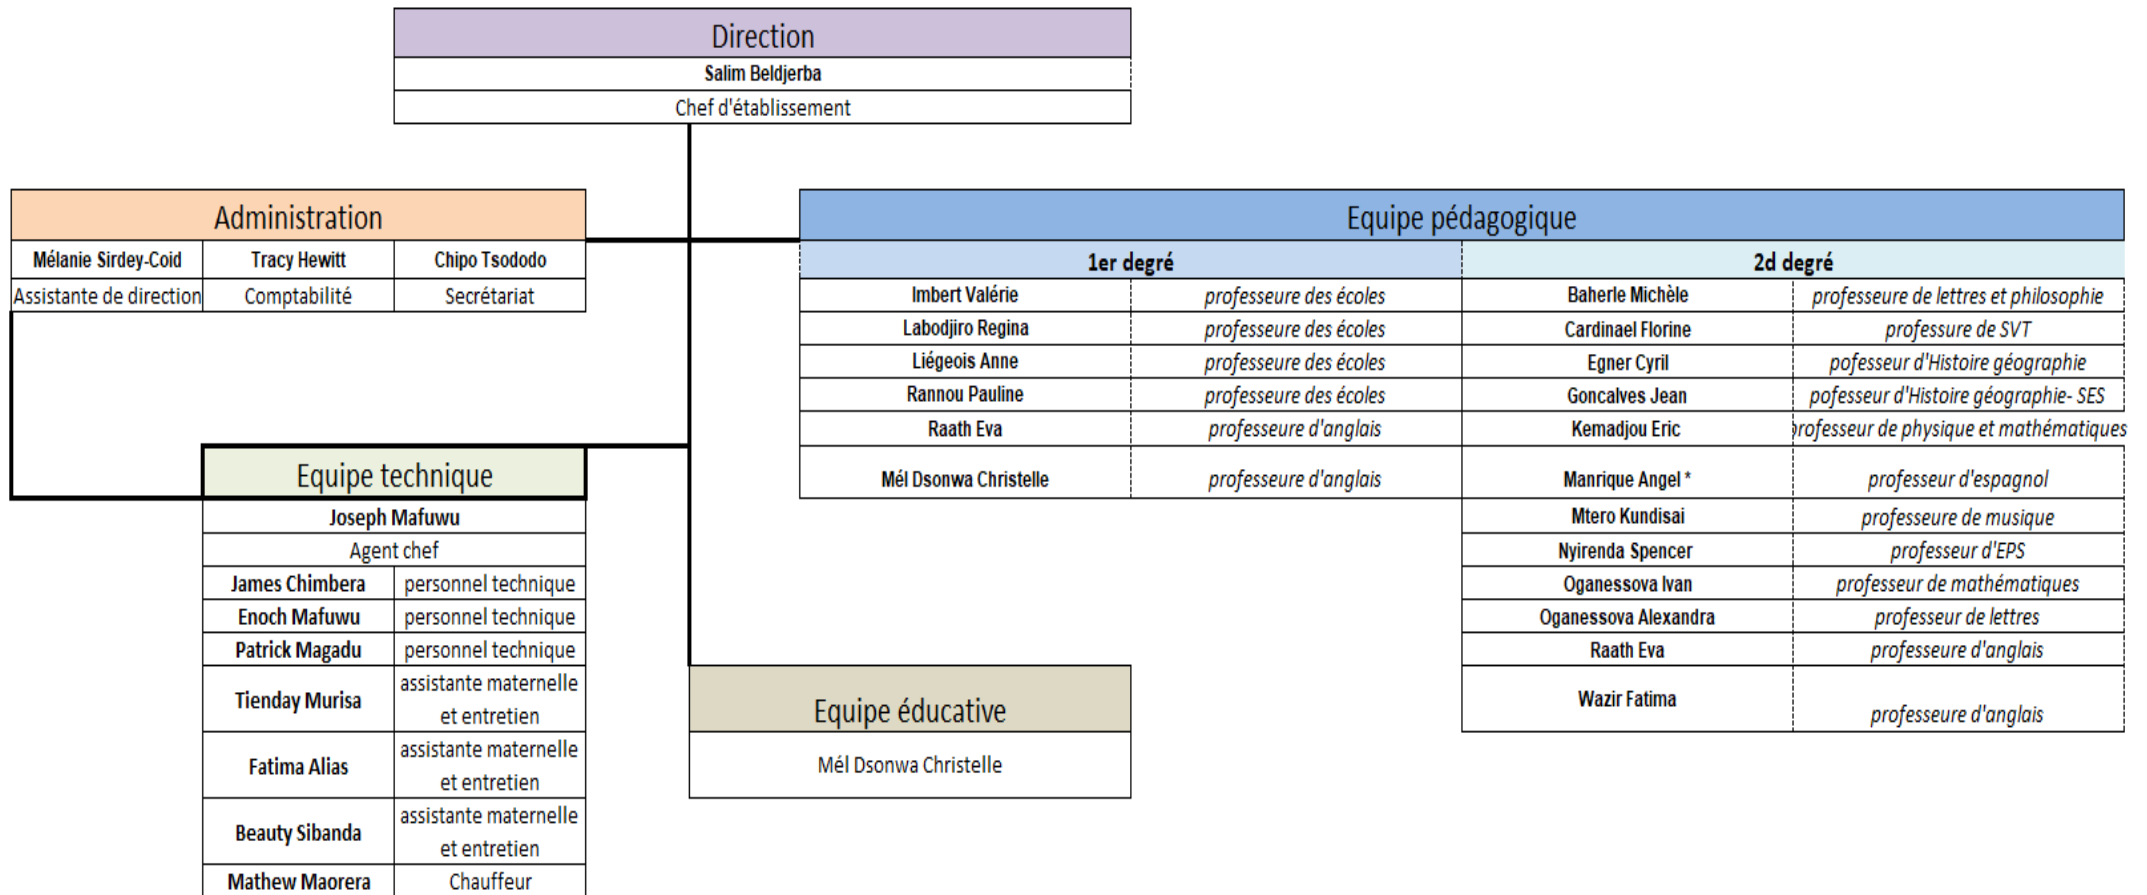 Direction
Salim Beldjerba
Chef d'établissement
Administration
Mélanie Sirdey-Coid Tracy Hewitt Chipo Tsododo
Assistante de direction Comptabilité Secrétariat
Equipe pédagogique
1er degré 2d degré
Imbert Valérie professeure des écoles Baherle Michèle professeure de lettres et philosophie
Labodjiro Regina professeure des écoles Cardinael Florine professure de SVT
Liégeois Anne professeure des écoles Egner Cyril pofesseur d'Histoire géographie
Rannou Pauline professeure des écoles Goncalves Jean pofesseur d'Histoire géographie- SES
Raath Eva professeure d'anglais Kemadjou Eric professeur de physique et mathématiques
Mél Dsonwa Christelle professeure d'anglais Manrique Angel * professeur d'espagnol
Mtero Kundisai professeure de musique
Nyirenda Spencer professeur d'EPS
Oganessova Ivan professeur de mathématiques
Oganessova Alexandra professeur de lettres
Raath Eva professeure d'anglais
Wazir Fatima professeure d'anglais
Equipe technique
Joseph Mafuwu
Agent chef
James Chimbera personnel technique
Enoch Mafuwu personnel technique
Patrick Magadu personnel technique
Tienday Murisa assistante maternelle
et entretien
Fatima Alias assistante maternelle
et entretien
Beauty Sibanda assistante maternelle
et entretien
Mathew Maorera Chauffeur
Equipe éducative
Mél Dsonwa Christelle